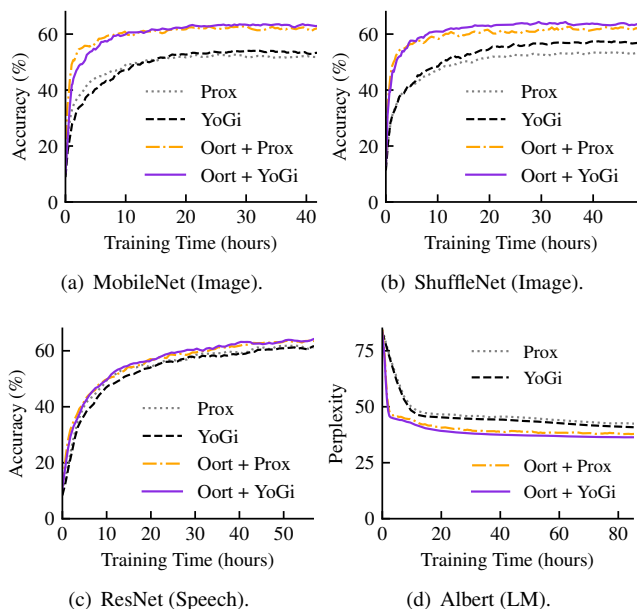 60
40
20
0
Accuracy (%)
Prox
YoGi
Oort + Prox
Oort + YoGi
0 10 20 30 40
Training Time (hours)
(a) MobileNet (Image).
60
40
20
0
Accuracy (%)
Prox
YoGi
Oort + Prox
Oort + YoGi
0 10 20 30 40
Training Time (hours)
(b) ShuffleNet (Image).
60
40
20
0
Accuracy (%)
Prox
YoGi
Oort + Prox
Oort + YoGi
0 10 20 30 40 50
Training Time (hours)
(c) ResNet (Speech).
75
50
25
0
Perplexity
Prox
YoGi
Oort + Prox
Oort + YoGi
0 20 40 60 80
Training Time (hours)
(d) Albert (LM).